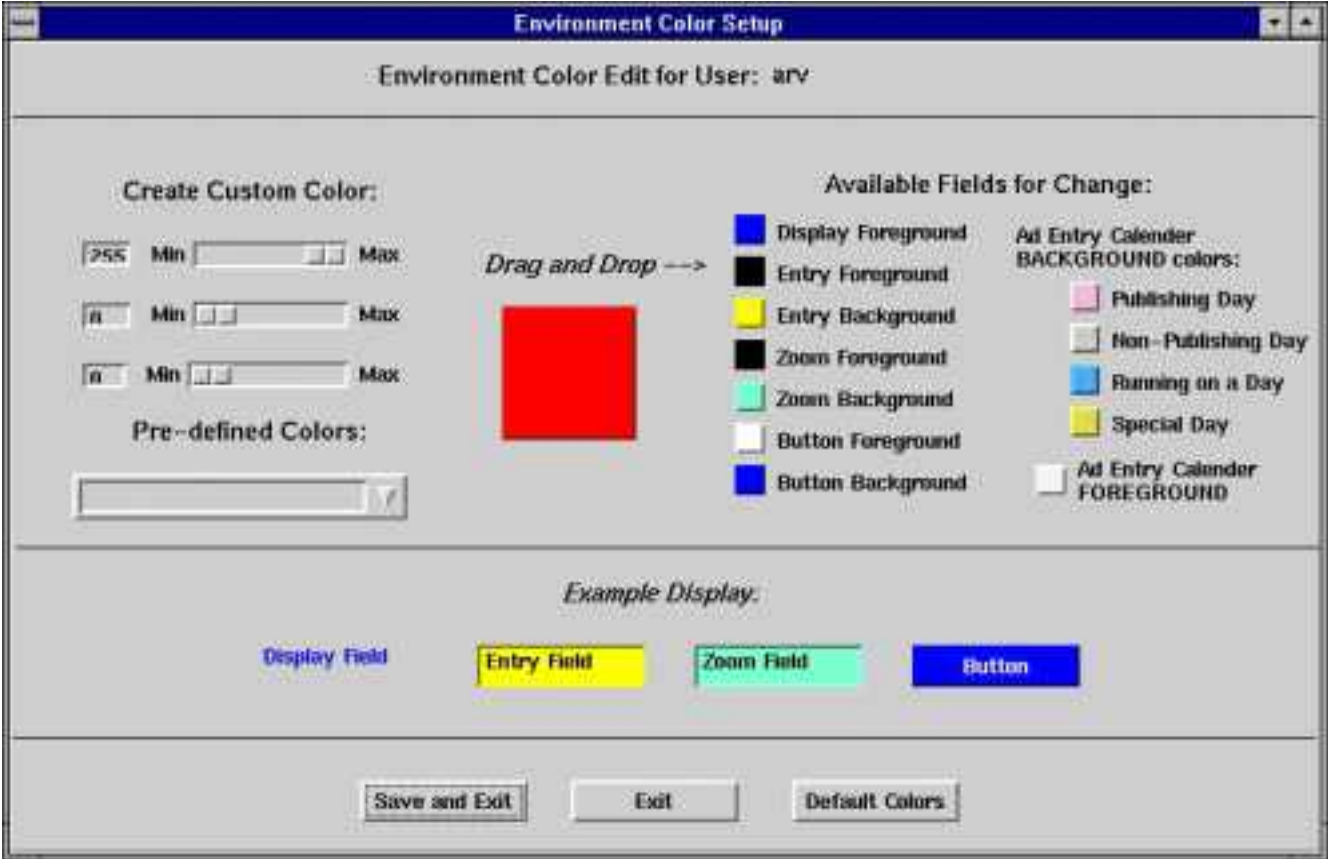 Environment Color Setup
Environment Color Edit for User: arv
Create Custom Color:
255 Min Max
0 Min Max
0 Min Max
Pre-defined Colors:
Drag and Drop -->
Available Fields for Change:
Display Foreground
Entry Foreground
Entry Background
Zoom Foreground
Zoom Background
Button Foreground
Button Background
Ad Entry Calender
BACKGROUND colors:
Publishing Day
Non-Publishing Day
Running on a Day
Special Day
Ad Entry Calender
FOREGROUND
Example Display:
Display Field
Entry Field
Zoom Field
Button
Save and Exit
Exit
Default Colors